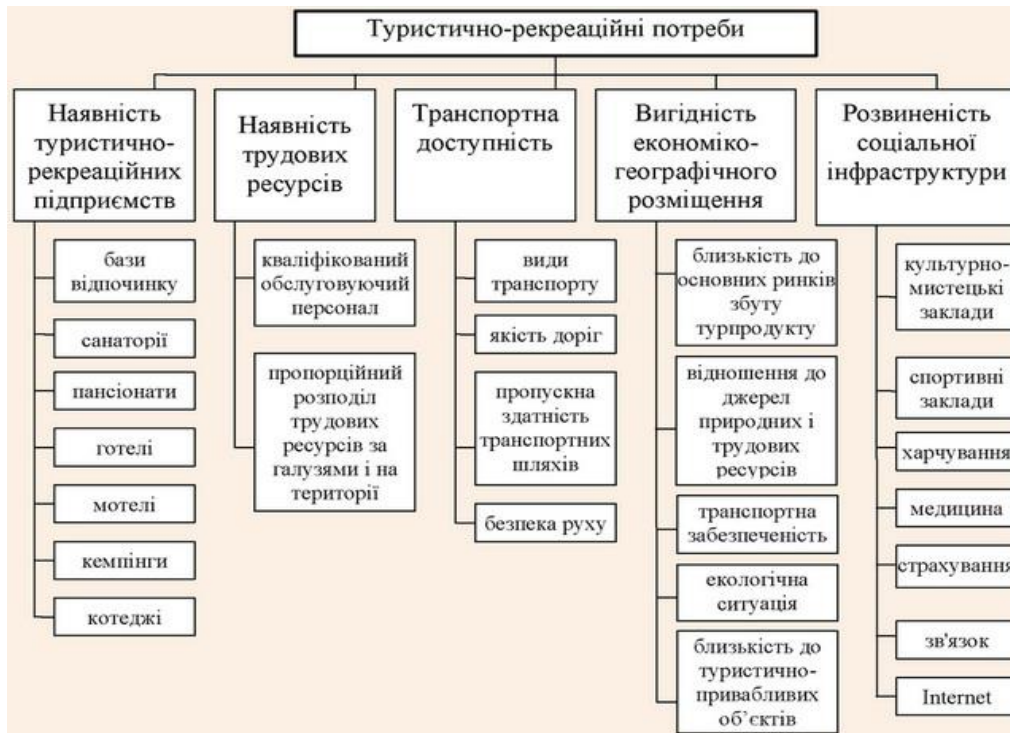 Туристично-рекреаційні потреби
Наявність
туристично-
рекреаційних
підприємств
бази
відпочинку
санаторії
пансіонати
готелі
мотелі
кемпінги
котеджі
Наявність
трудових
ресурсів
кваліфікований
обслуговуючий
персонал
пропорційний
розподіл
трудових
ресурсів за
галузями і на
території
Транспортна
доступність
види
транспорту
якість доріг
пропускна
здатність
транспортних
шляхів
безпека руху
Вигідність
економіко-
географічного
розміщення
близькість до
основних ринків
збуту
турпродукту
відношення до
джерел
природних і
трудових
ресурсів
транспортна
забезпеченість
екологічна
ситуація
близькість до
туристично-
привабливих
об’єктів
Розвиненість
соціальної
інфраструктури
культурно-
мистецькі
заклади
спортивні
заклади
харчування
медицина
страхування
зв'язок
Internet